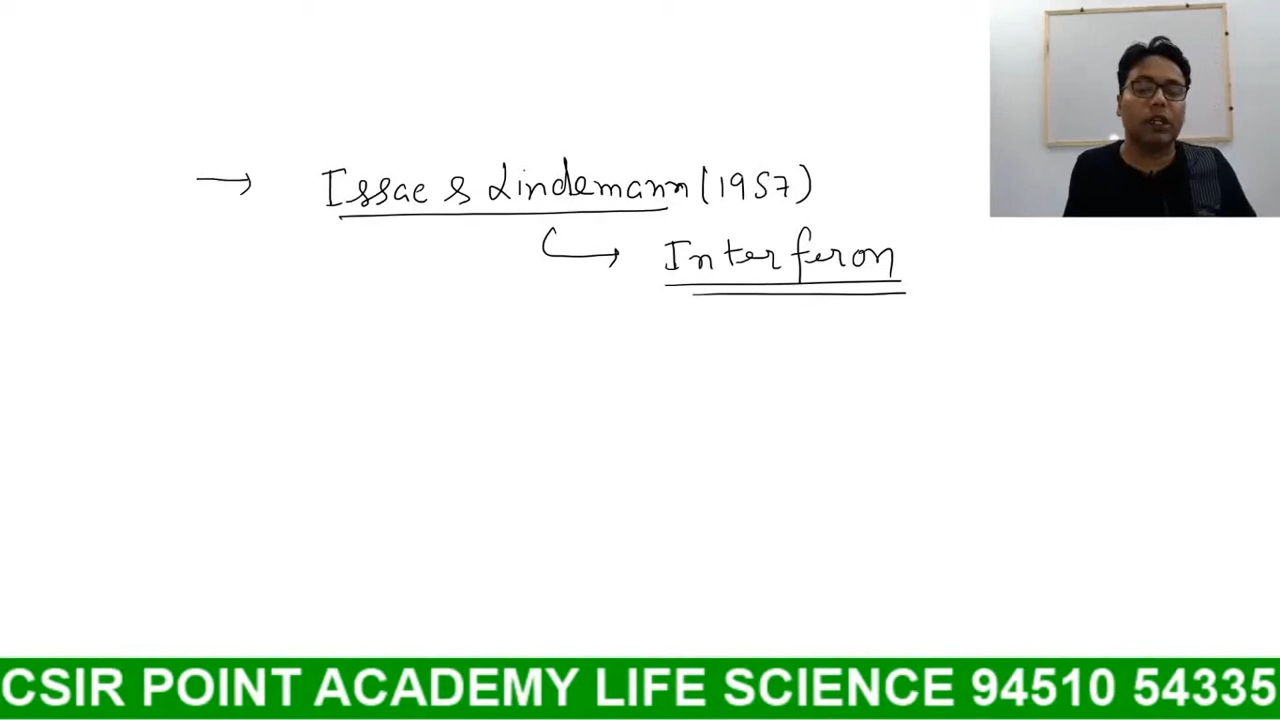 → Issac & Lindemann (1957)
↳ Interferon
CSIR POINT ACADEMY LIFE SCIENCE 94510 54335